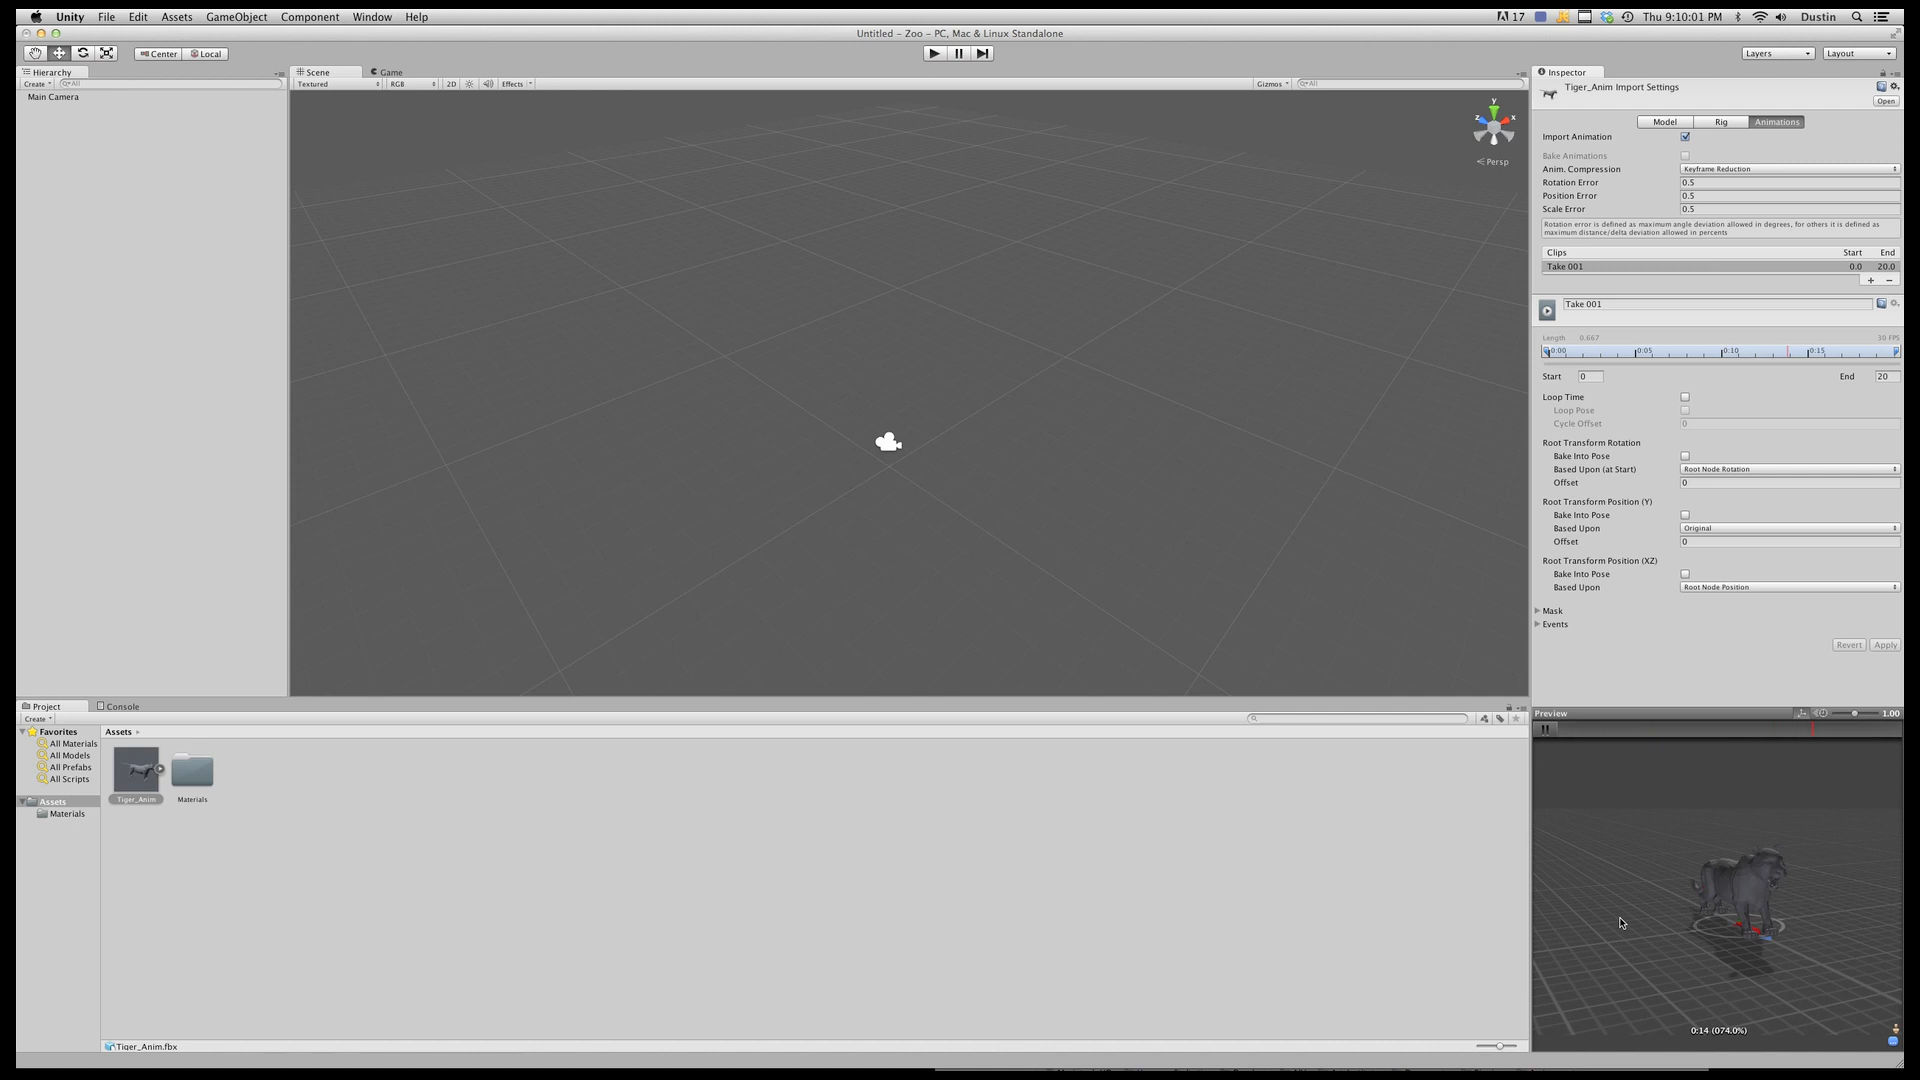 Unity File Edit Assets GameObject Component Window Help
17 Thu 9:10:01 PM Dustin
Untitled – Zoo – PC, Mac & Linux Standalone
Center Local
Layers Layout
Hierarchy
Create All
Main Camera
Scene Game
Textured RGB 2D Effects
Gizmos All
y
z x
Persp
Inspector
Tiger_Anim Import Settings
Open
Model Rig Animations
Import Animation
Bake Animations
Anim. Compression Keyframe Reduction
Rotation Error 0.5
Position Error 0.5
Scale Error 0.5
Rotation error is defined as maximum angle deviation allowed in degrees, for others it is defined as
maximum distance/delta deviation allowed in percents
Clips Start End
Take 001 0.0 20.0
+ −
Take 001
Length 0.667 30 FPS
0:00 0:05 0:10 0:15
Start 0 End 20
Loop Time
Loop Pose
Cycle Offset 0
Root Transform Rotation
Bake Into Pose
Based Upon (at Start) Root Node Rotation
Offset 0
Root Transform Position (Y)
Bake Into Pose
Based Upon Original
Offset 0
Root Transform Position (XZ)
Bake Into Pose
Based Upon Root Node Position
Mask
Events
Revert Apply
Project Console
Create
Favorites
All Materials
All Models
All Prefabs
All Scripts
Assets
Materials
Assets
Tiger_Anim Materials
Tiger_Anim.fbx
Preview 1.00
0:14 (074.0%)